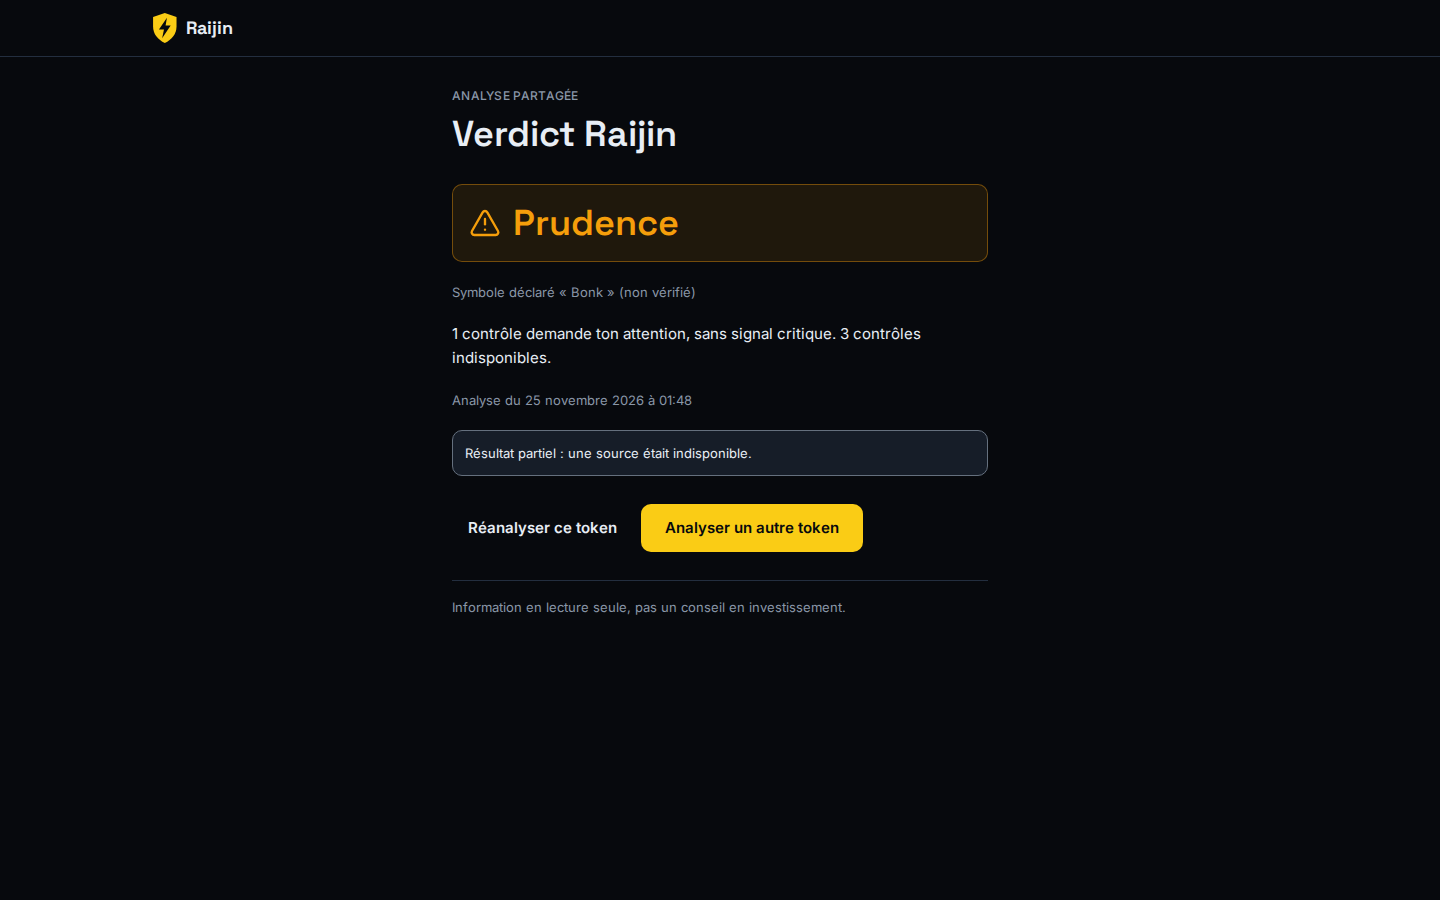 Raijin
ANALYSE PARTAGÉE
Verdict Raijin
Prudence
Symbole déclaré « Bonk » (non vérifié)
1 contrôle demande ton attention, sans signal critique. 3 contrôles
indisponibles.
Analyse du 25 novembre 2026 à 01:48
Résultat partiel : une source était indisponible.
Réanalyser ce token
Analyser un autre token
Information en lecture seule, pas un conseil en investissement.